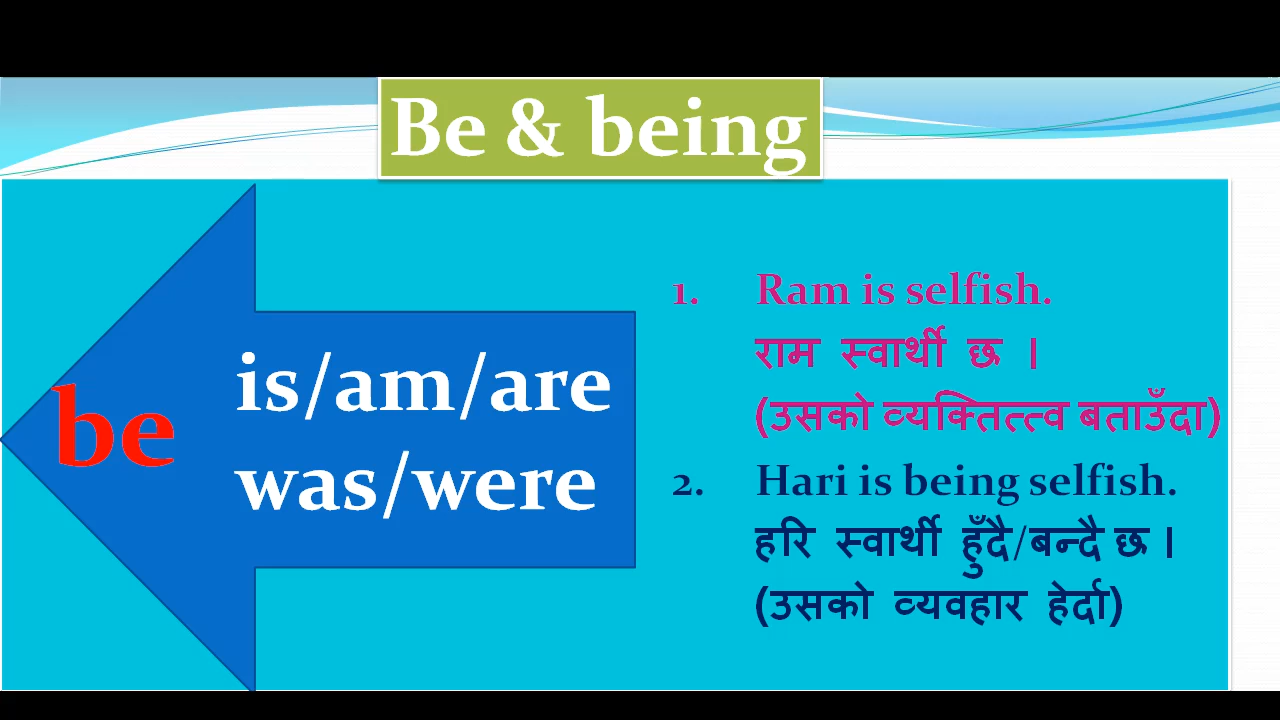 Be & being
be
is/am/are
was/were
1. Ram is selfish.
राम स्वार्थी छ ।
(उसको व्यक्तित्त्व बताउँदा)
2. Hari is being selfish.
हरि स्वार्थी हुँदै/बन्दै छ ।
(उसको व्यवहार हेर्दा)